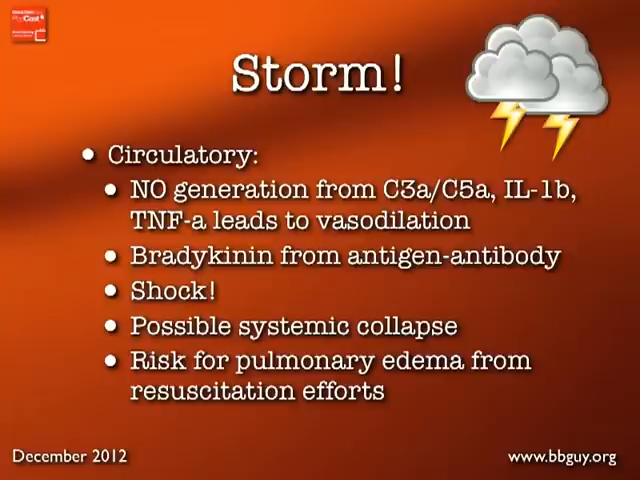 Storm!
• Circulatory:
• NO generation from C3a/C5a, IL-1b,
TNF-a leads to vasodilation
• Bradykinin from antigen-antibody
• Shock!
• Possible systemic collapse
• Risk for pulmonary edema from
resuscitation efforts
December 2012
www.bbguy.org